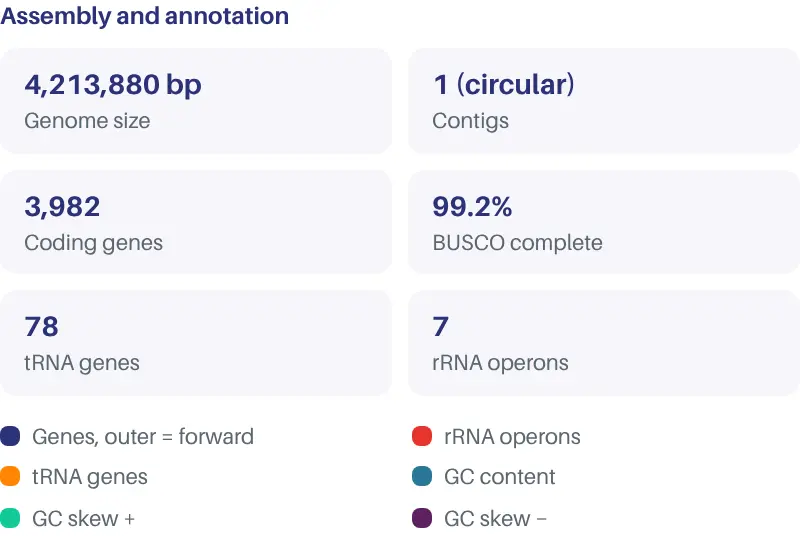 Assembly and annotation
4,213,880 bp
Genome size
1 (circular)
Contigs
3,982
Coding genes
99.2%
BUSCO complete
78
tRNA genes
7
rRNA operons
Genes, outer = forward
rRNA operons
tRNA genes
GC content
GC skew +
GC skew −